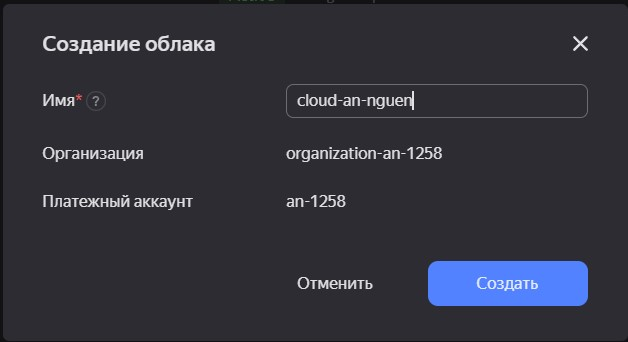 Создание облака
Имя* ?
cloud-an-nguen
Организация
organization-an-1258
Платежный аккаунт
an-1258
Отменить
Создать